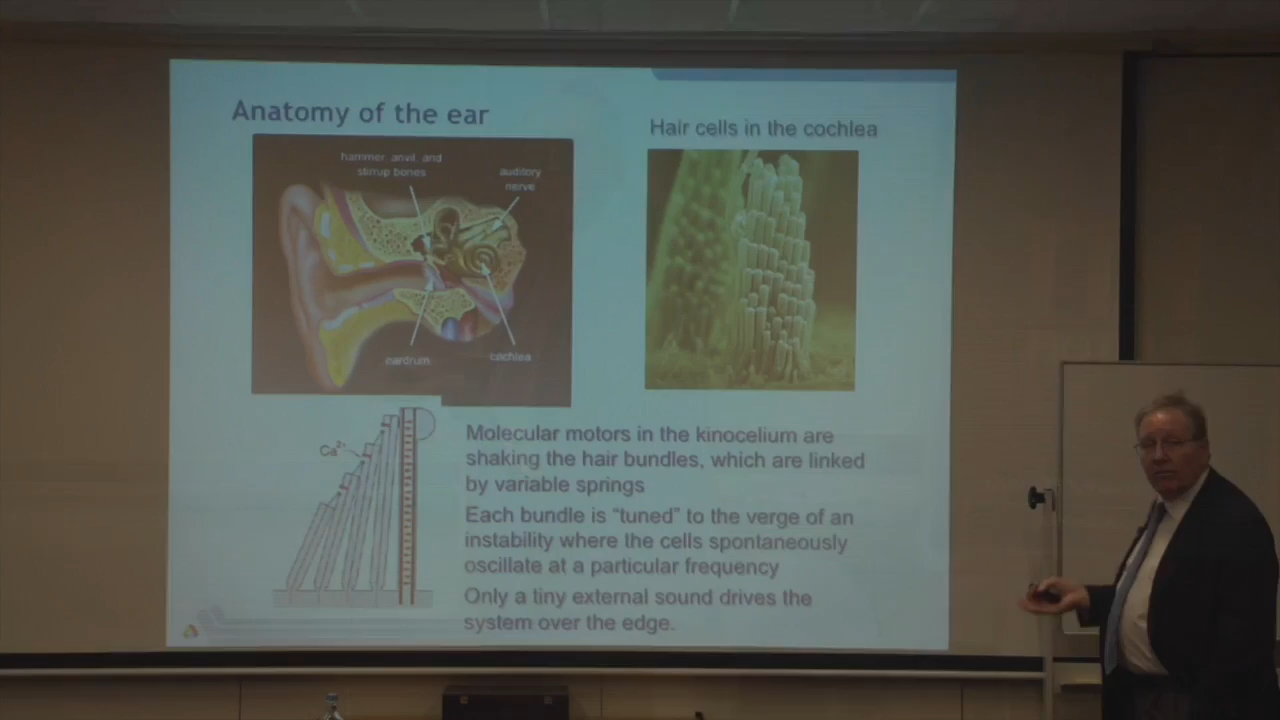 Anatomy of the ear
hammer, anvil, and
stirrup bones
auditory
nerve
eardrum
cochlea
Hair cells in the cochlea
Ca2+
Molecular motors in the kinocelium are
shaking the hair bundles, which are linked
by variable springs
Each bundle is “tuned” to the verge of an
instability where the cells spontaneously
oscillate at a particular frequency
Only a tiny external sound drives the
system over the edge.